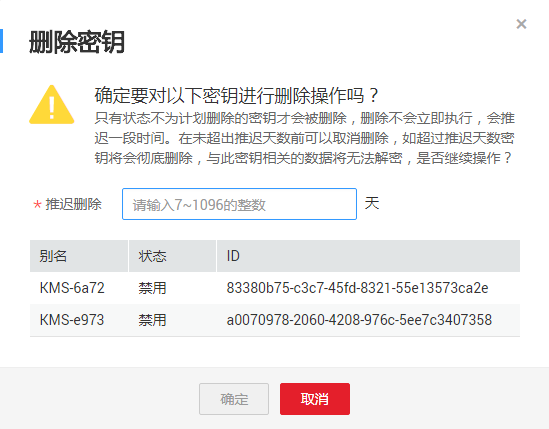 删除密钥
×
确定要对以下密钥进行删除操作吗？
只有状态不为计划删除的密钥才会被删除，删除不会立即执行，会推
迟一段时间。在未超出推迟天数前可以取消删除，如超过推迟天数密
钥将会彻底删除，与此密钥相关的数据将无法解密，是否继续操作？
* 推迟删除 请输入7~1096的整数 天
别名 状态 ID
KMS-6a72 禁用 83380b75-c3c7-45fd-8321-55e13573ca2e
KMS-e973 禁用 a0070978-2060-4208-976c-5ee7c3407358
确定 取消